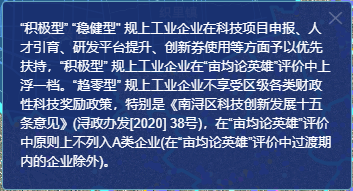 “积极型” “稳健型” 规上工业企业在科技项目申报、人
才引育、研发平台提升、创新券使用等方面予以优先
扶持，“积极型” 规上工业企业在“亩均论英雄”评价中上
浮一档。“趋零型” 规上工业企业不享受区级各类财政
性科技奖励政策，特别是《南浔区科技创新发展十五
条意见》(浔政办发[2020] 38号)，在“亩均论英雄”评价
中原则上不列入A类企业(在“亩均论英雄”评价中过渡期
内的企业除外)。